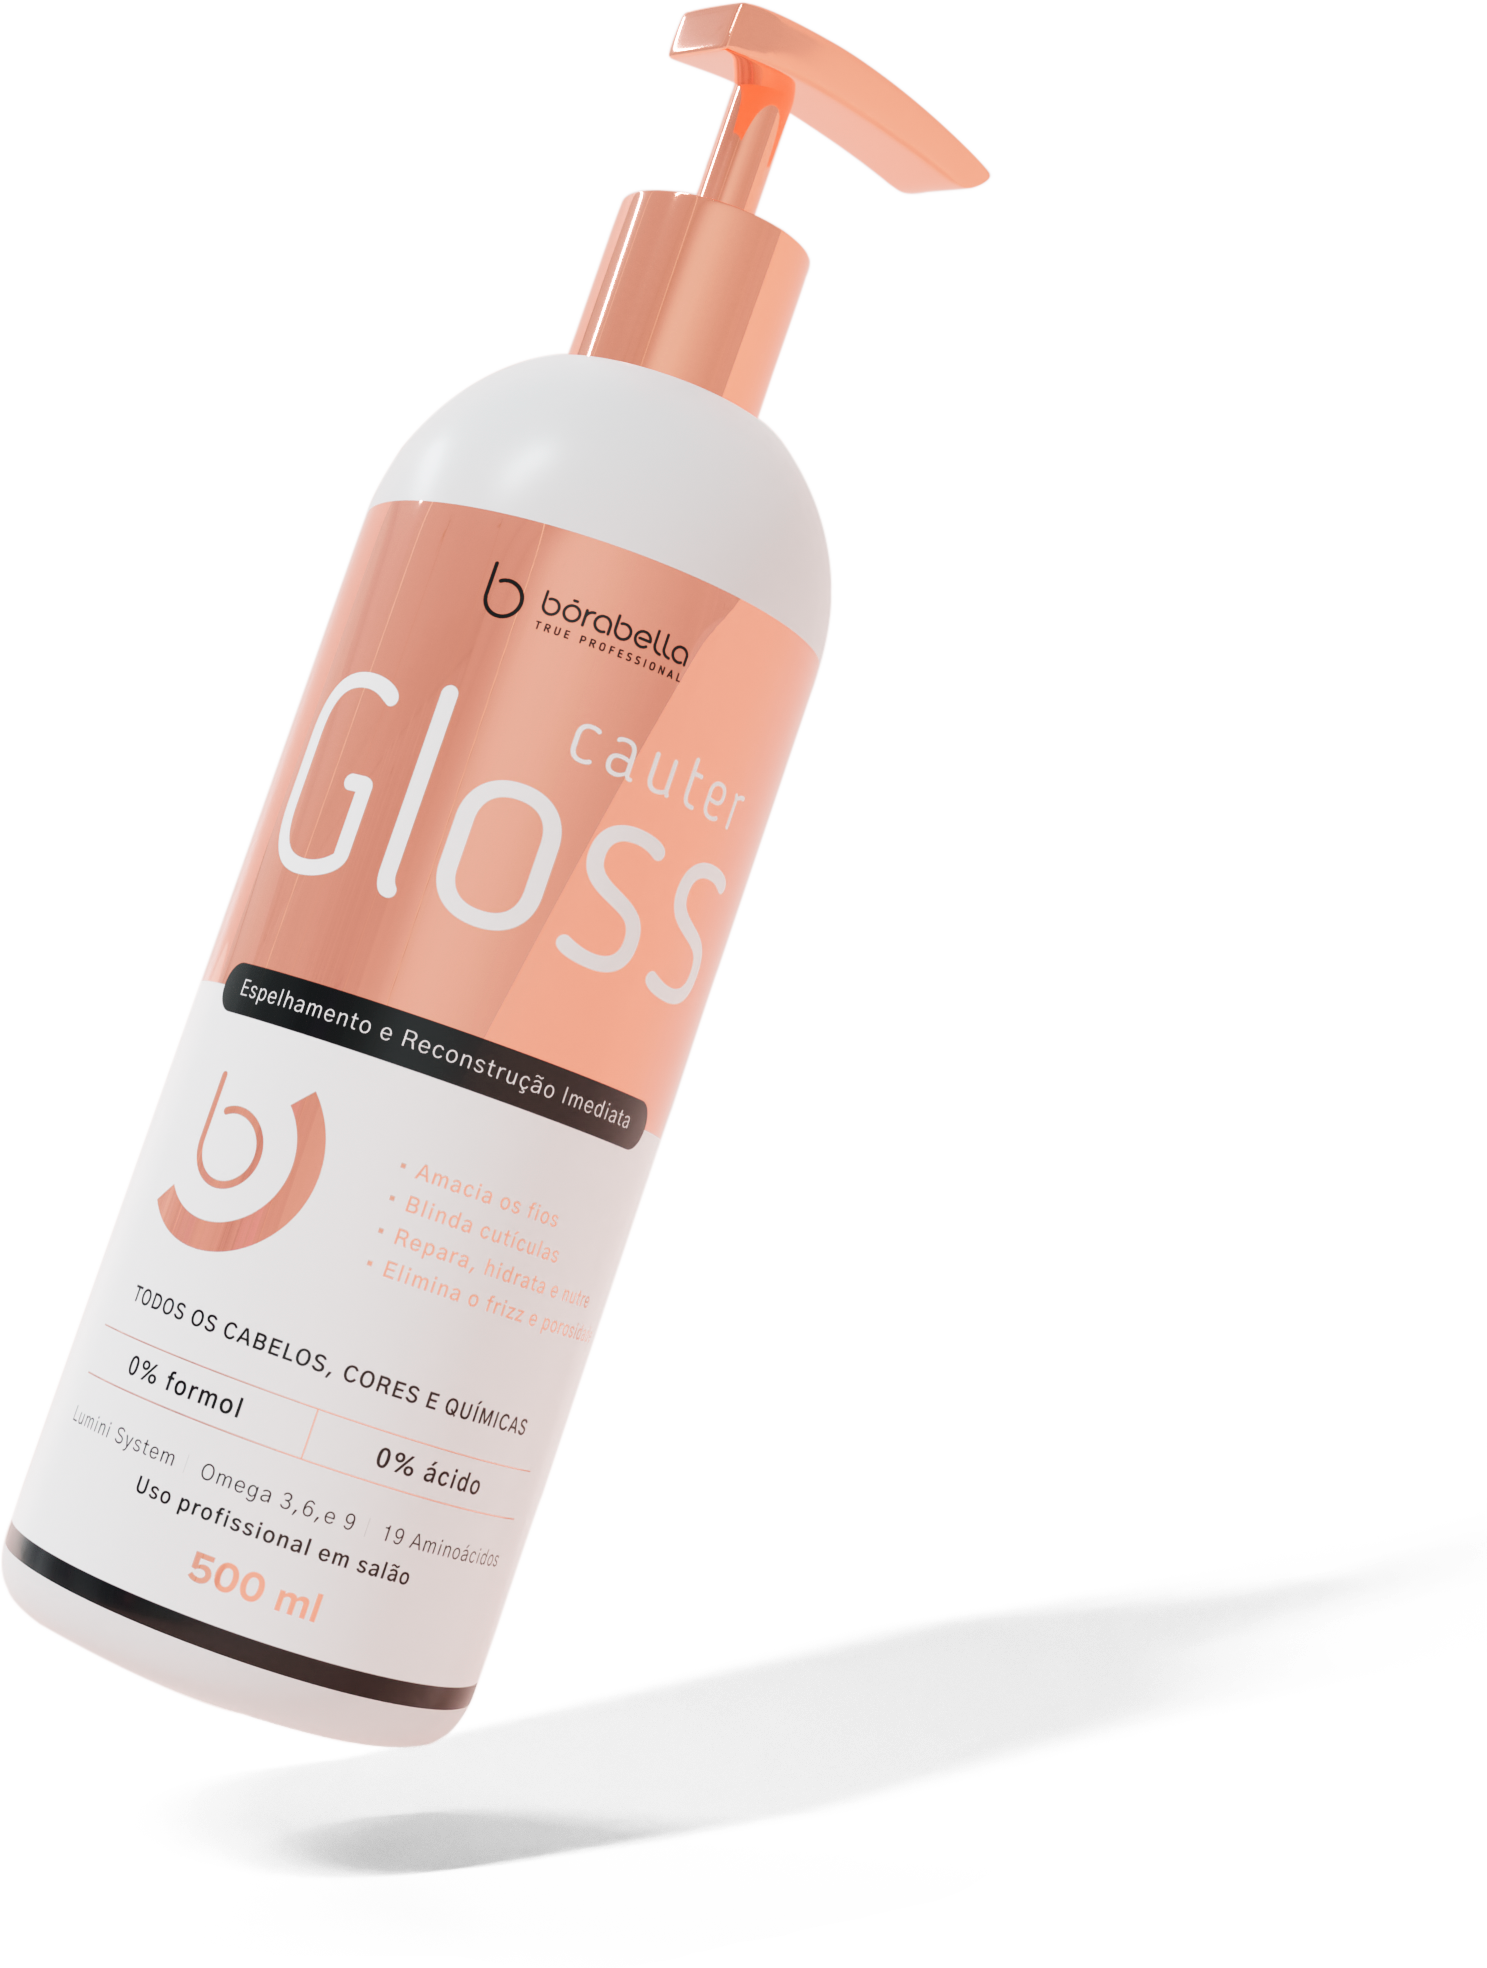 b bōrabella
TRUE PROFESSIONAL
cauter
Gloss
Espelhamento e Reconstrução Imediata
b
• Amacia os fios
• Blinda cutículas
• Repara, hidrata e nutre
• Elimina o frizz e
TODOS OS CABELOS, CORES E QUÍMICAS
0% formol
0% ácido
Lumini System | Omega 3,6,e 9 | 19 Aminoácidos
Uso profissional em salão
500 ml